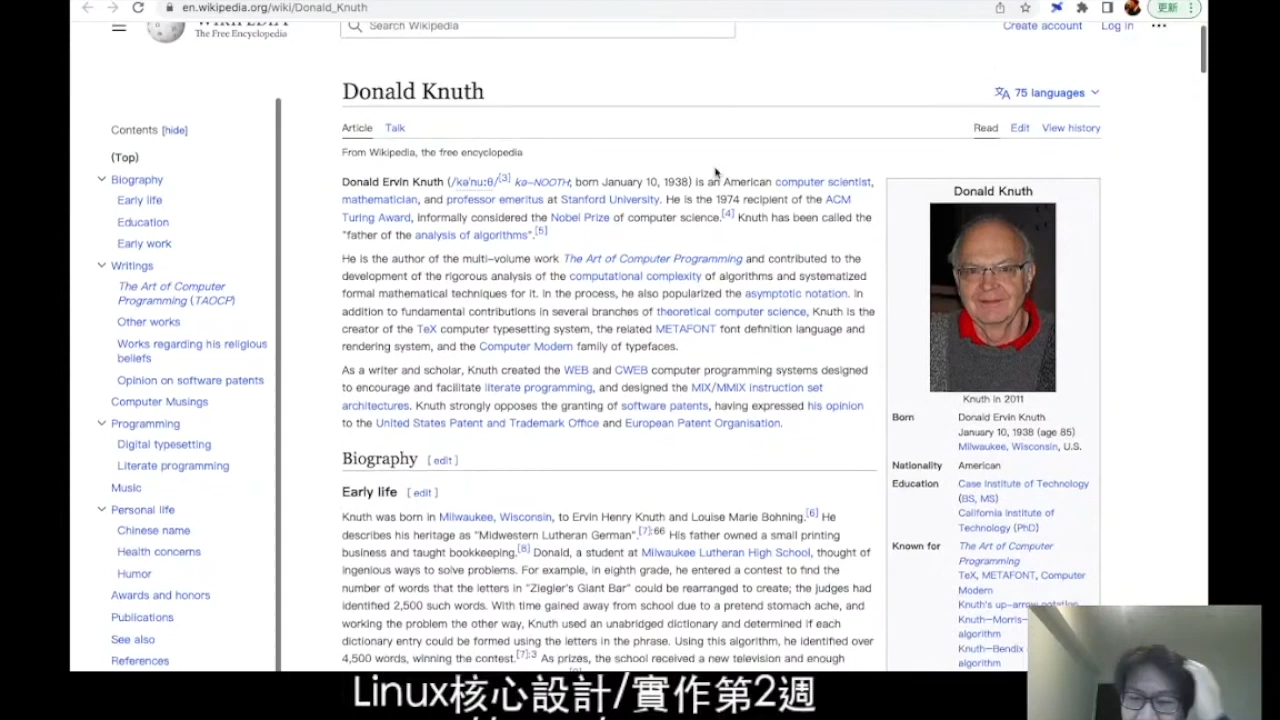 en.wikipedia.org/wiki/Donald_Knuth
更新
WIKIPEDIA
The Free Encyclopedia
Search Wikipedia
Create account
Log in
Donald Knuth
75 languages
Article
Talk
Read
Edit
View history
From Wikipedia, the free encyclopedia
Contents [hide]
(Top)
Biography
Early life
Education
Early work
Writings
The Art of Computer
Programming (TAOCP)
Other works
Works regarding his religious
beliefs
Opinion on software patents
Computer Musings
Programming
Digital typesetting
Literate programming
Music
Personal life
Chinese name
Health concerns
Humor
Awards and honors
Publications
See also
References
Donald Ervin Knuth (/kəˈnuːθ/[3] kə-NOOTH; born January 10, 1938) is an American computer scientist,
mathematician, and professor emeritus at Stanford University. He is the 1974 recipient of the ACM
Turing Award, informally considered the Nobel Prize of computer science.[4] Knuth has been called the
"father of the analysis of algorithms".[5]
He is the author of the multi-volume work The Art of Computer Programming and contributed to the
development of the rigorous analysis of the computational complexity of algorithms and systematized
formal mathematical techniques for it. In the process, he also popularized the asymptotic notation. In
addition to fundamental contributions in several branches of theoretical computer science, Knuth is the
creator of the TeX computer typesetting system, the related METAFONT font definition language and
rendering system, and the Computer Modern family of typefaces.
As a writer and scholar, Knuth created the WEB and CWEB computer programming systems designed
to encourage and facilitate literate programming, and designed the MIX/MMIX instruction set
architectures. Knuth strongly opposes the granting of software patents, having expressed his opinion
to the United States Patent and Trademark Office and European Patent Organisation.
Biography [ edit ]
Early life [ edit ]
Knuth was born in Milwaukee, Wisconsin, to Ervin Henry Knuth and Louise Marie Bohning.[6] He
describes his heritage as "Midwestern Lutheran German".[7]:66 His father owned a small printing
business and taught bookkeeping.[8] Donald, a student at Milwaukee Lutheran High School, thought of
ingenious ways to solve problems. For example, in eighth grade, he entered a contest to find the
number of words that the letters in "Ziegler's Giant Bar" could be rearranged to create; the judges had
identified 2,500 such words. With time gained away from school due to a pretend stomach ache, and
working the problem the other way, Knuth used an unabridged dictionary and determined if each
dictionary entry could be formed using the letters in the phrase. Using this algorithm, he identified over
4,500 words, winning the contest.[7]:3 As prizes, the school received a new television and enough
Donald Knuth
Knuth in 2011
Born
Donald Ervin Knuth
January 10, 1938 (age 85)
Milwaukee, Wisconsin, U.S.
Nationality
American
Education
Case Institute of Technology
(BS, MS)
California Institute of
Technology (PhD)
Known for
The Art of Computer
Programming
TeX, METAFONT, Computer
Modern
Knuth's up-arrow notation
Knuth–Morris–
algorithm
Knuth–Bendix
algorithm
Linux核心設計/實作第2週